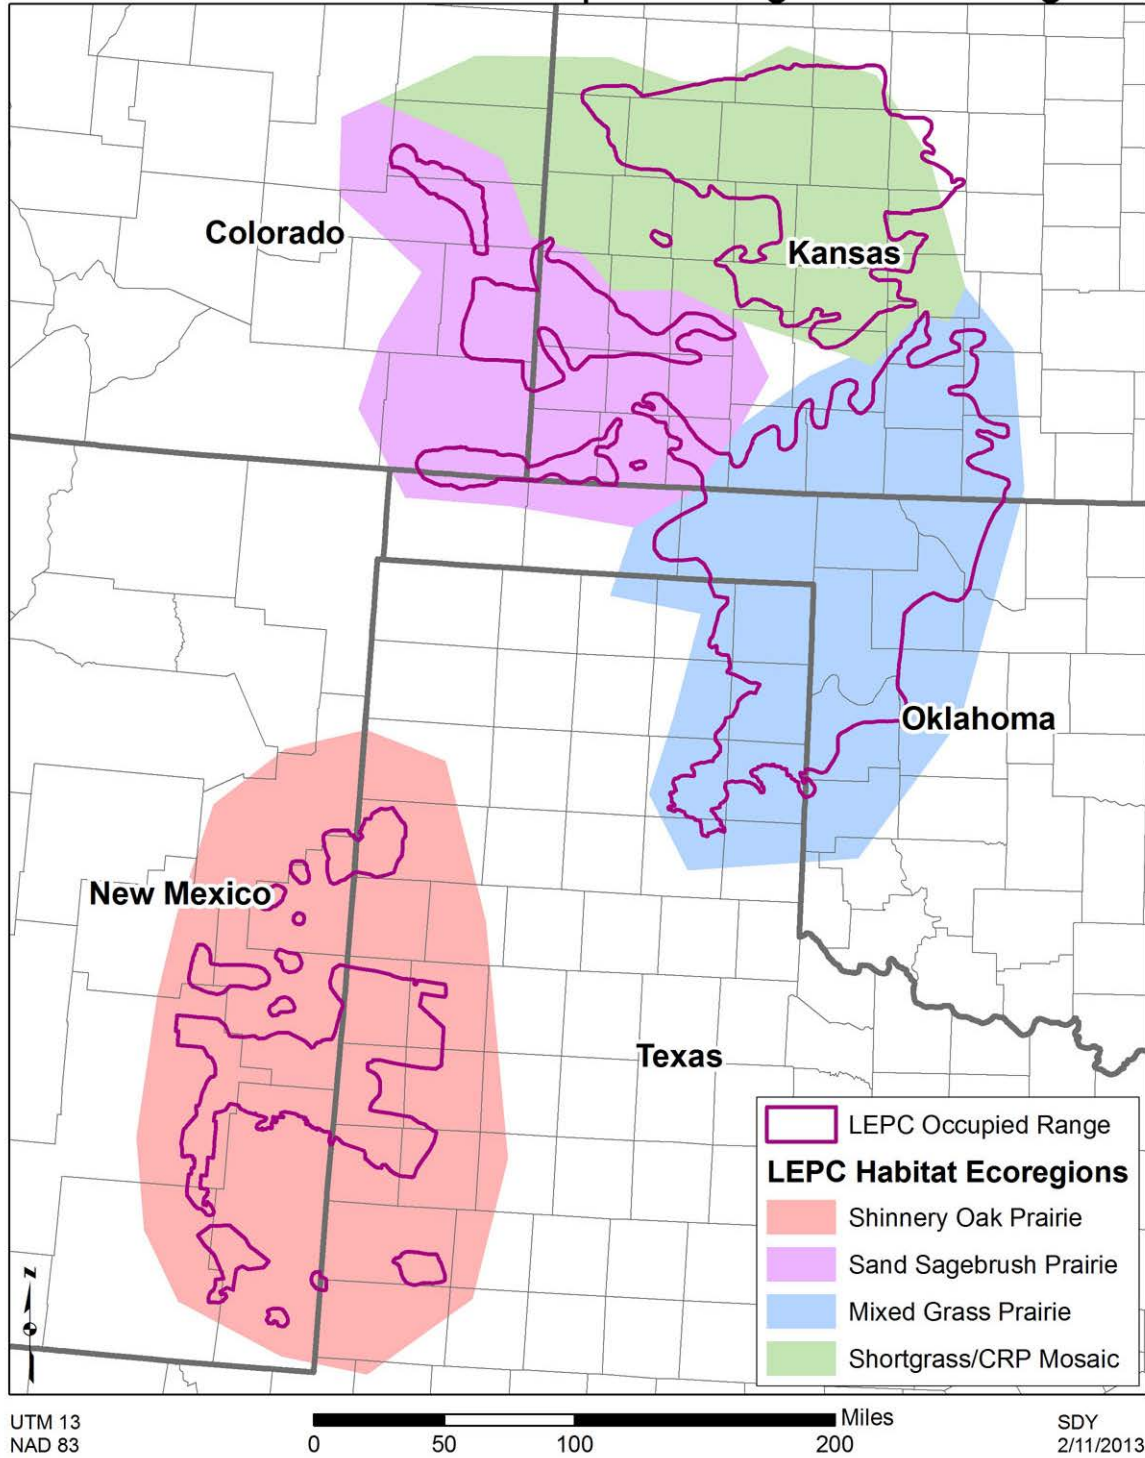 Colorado
Kansas
Oklahoma
New Mexico
Texas
LEPC Occupied Range
LEPC Habitat Ecoregions
Shinnery Oak Prairie
Sand Sagebrush Prairie
Mixed Grass Prairie
Shortgrass/CRP Mosaic
N
UTM 13
NAD 83
0 50 100 200
Miles
SDY
2/11/2013